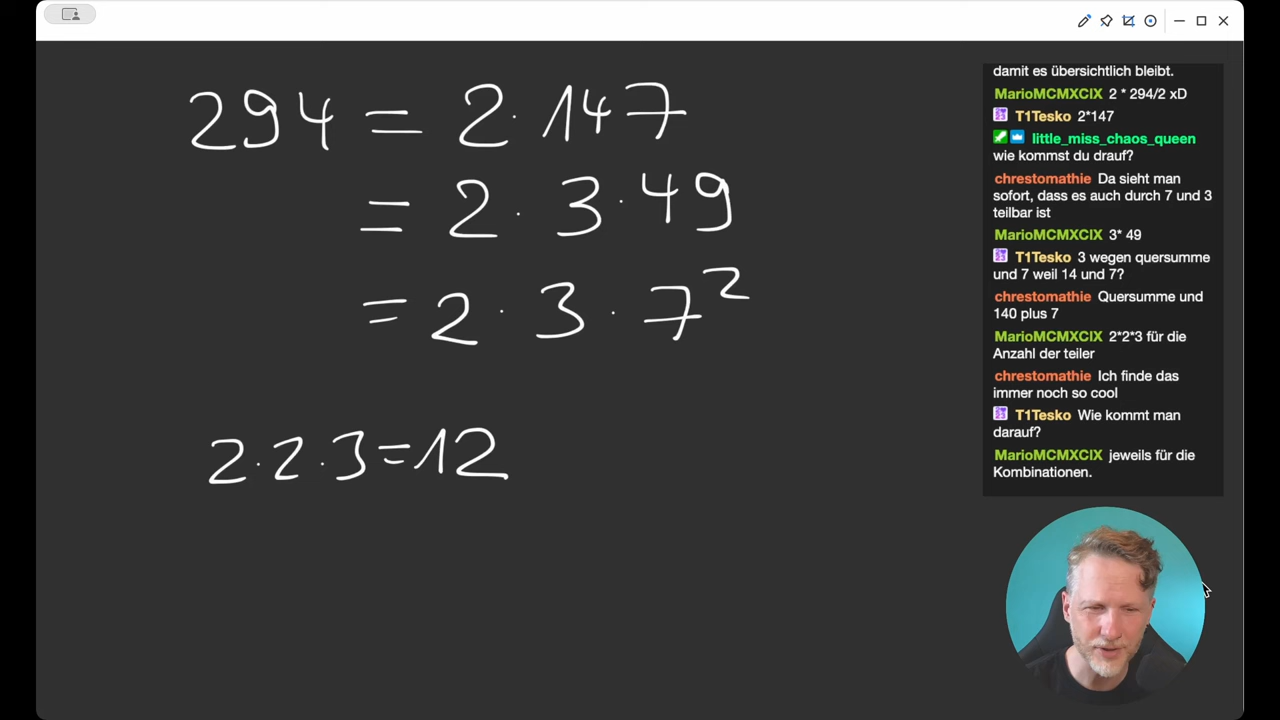 294 = 2·147
= 2·3·49
= 2·3·7²
2·2·3=12
damit es übersichtlich bleibt.
MarioMCMXCIX 2 * 294/2 xD
T1Tesko 2*147
little_miss_chaos_queen
wie kommst du drauf?
chrestomathie Da sieht man
sofort, dass es auch durch 7 und 3
teilbar ist
MarioMCMXCIX 3* 49
T1Tesko 3 wegen quersumme
und 7 weil 14 und 7?
chrestomathie Quersumme und
140 plus 7
MarioMCMXCIX 2*2*3 für die
Anzahl der teiler
chrestomathie Ich finde das
immer noch so cool
T1Tesko Wie kommt man
darauf?
MarioMCMXCIX jeweils für die
Kombinationen.